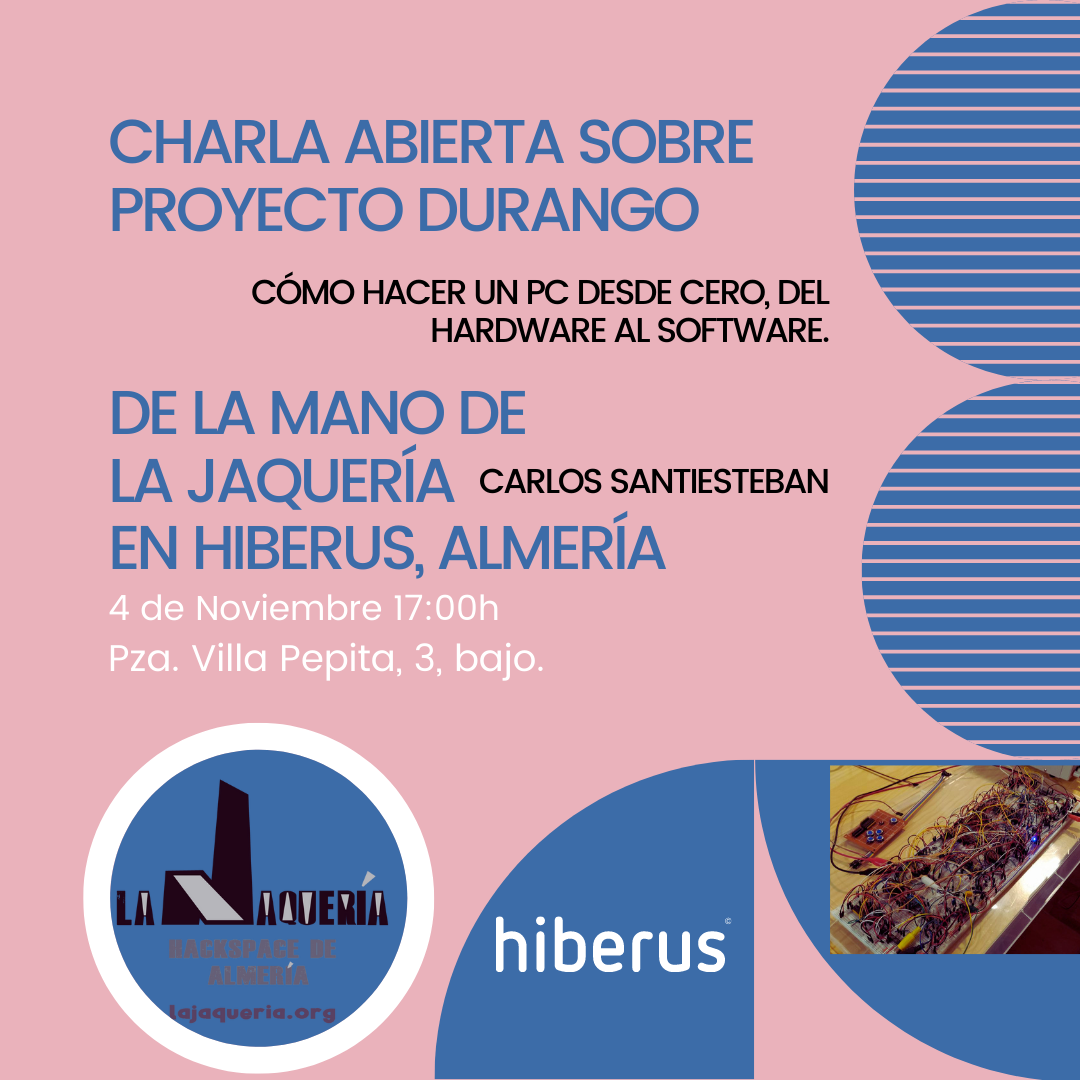 CHARLA ABIERTA SOBRE
PROYECTO DURANGO
CÓMO HACER UN PC DESDE CERO, DEL
HARDWARE AL SOFTWARE.
DE LA MANO DE
LA JAQUERÍA CARLOS SANTIESTEBAN
EN HIBERUS, ALMERÍA
4 de Noviembre 17:00h
Pza. Villa Pepita, 3, bajo.
LA JAQUERÍA
HACKSPACE DE
ALMERÍA
lajaqueria.org
hiberus©